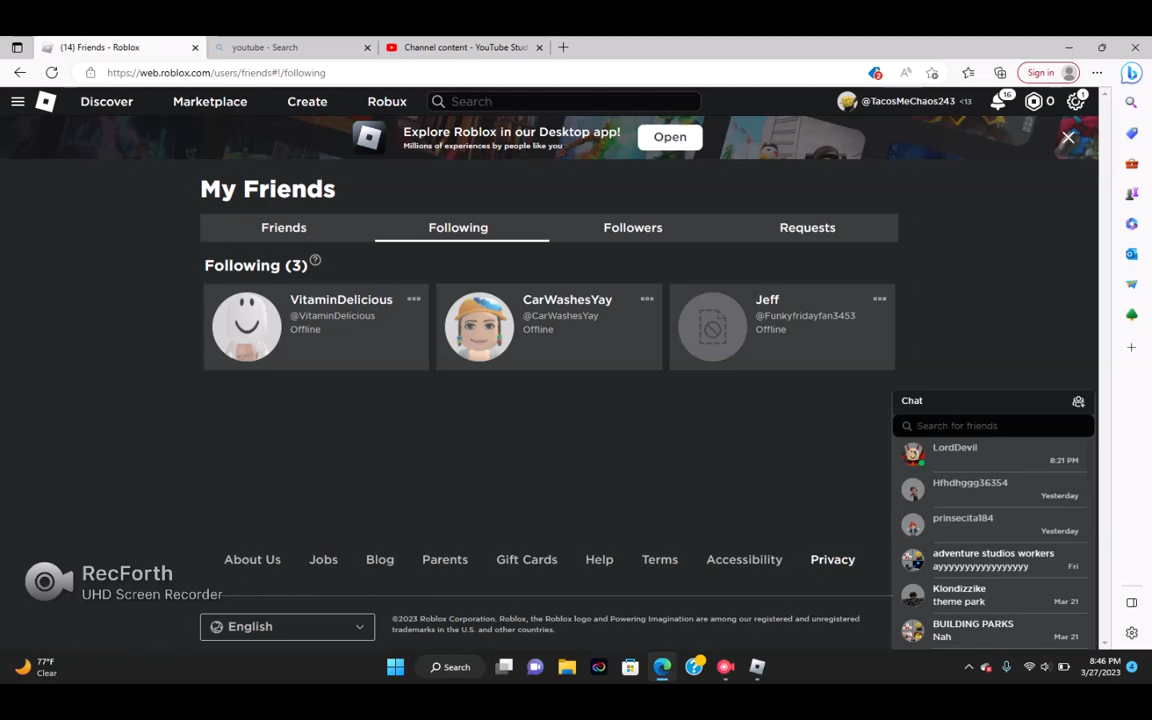 (14) Friends - Roblox
youtube - Search
Channel content - YouTube Stud
https://web.roblox.com/users/friends#!/following
2
Sign in
Discover
Marketplace
Create
Robux
Search
@TacosMeChaos243 <13
16
0
1
Explore Roblox in our Desktop app!
Millions of experiences by people like you
Open
My Friends
Friends
Following
Followers
Requests
Following (3)
VitaminDelicious
@VitaminDelicious
Offline
CarWashesYay
@CarWashesYay
Offline
Jeff
@Funkyfridayfan3453
Offline
Chat
Search for friends
LordDevil
8:21 PM
Hfhdhggg36354
Yesterday
prinsecita184
Yesterday
adventure studios workers
ayyyyyyyyyyyyyyyyy Fri
Klondizzike
theme park Mar 21
BUILDING PARKS
Nah Mar 21
About Us
Jobs
Blog
Parents
Gift Cards
Help
Terms
Accessibility
Privacy
RecForth
UHD Screen Recorder
English
©2023 Roblox Corporation. Roblox, the Roblox logo and Powering Imagination are among our registered and unregistered
trademarks in the U.S. and other countries.
77°F
Clear
Search
8:46 PM
3/27/2023
4